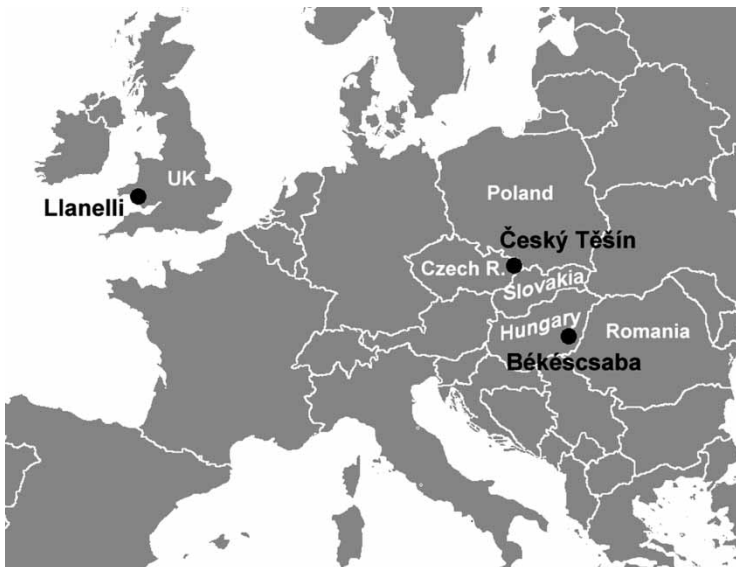 UK
Llanelli
Poland
Český Těšín
Czech R.
Slovakia
Hungary
Romania
Békéscsaba